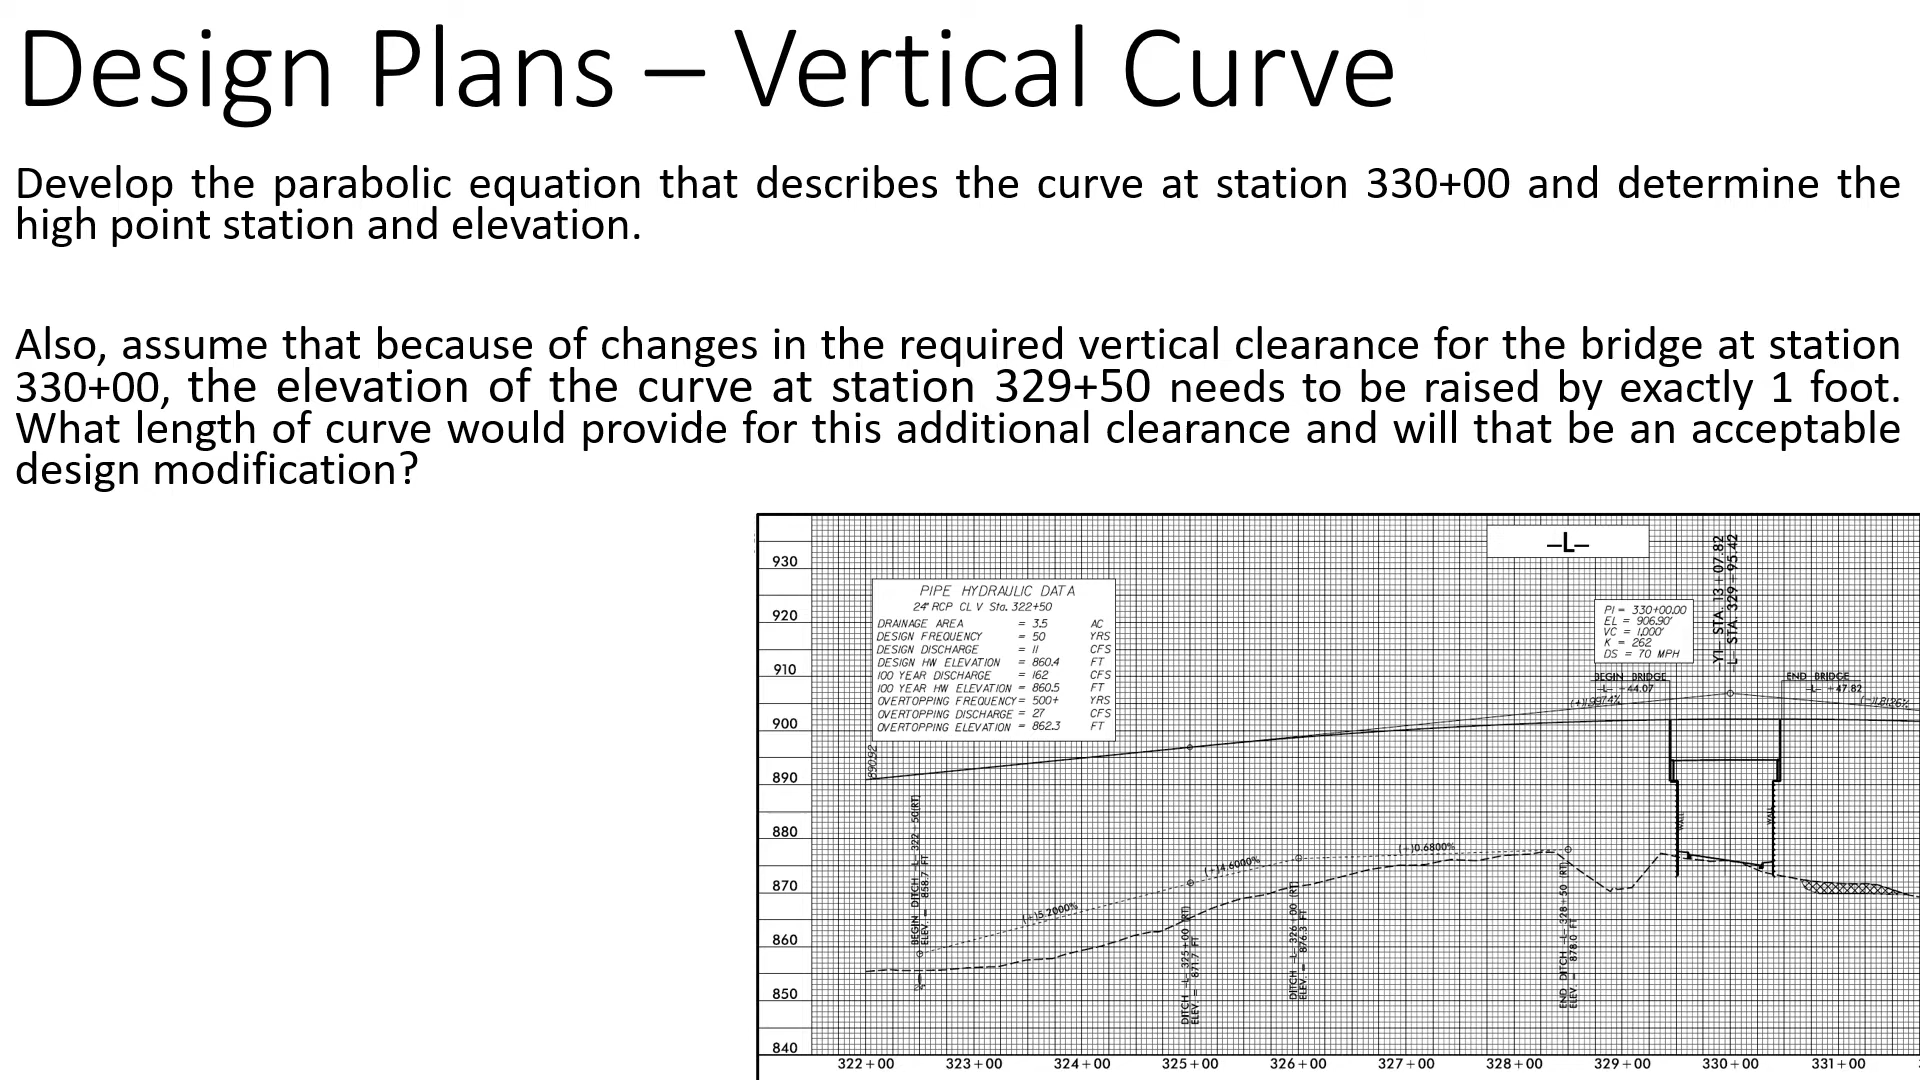 Design Plans – Vertical Curve
Develop the parabolic equation that describes the curve at station 330+00 and determine the
high point station and elevation.
Also, assume that because of changes in the required vertical clearance for the bridge at station
330+00, the elevation of the curve at station 329+50 needs to be raised by exactly 1 foot.
What length of curve would provide for this additional clearance and will that be an acceptable
design modification?
–L–
930
920
910
900
890
880
870
860
850
840
PIPE HYDRAULIC DATA
24" RCP CL V Sta. 322+50
DRAINAGE AREA = 3.5 AC
DESIGN FREQUENCY = 50 YRS
DESIGN DISCHARGE = 11 CFS
DESIGN HW ELEVATION = 860.4 FT
100 YEAR DISCHARGE = 162 CFS
100 YEAR HW ELEVATION = 860.5 FT
OVERTOPPING FREQUENCY = 500+ YRS
OVERTOPPING DISCHARGE = 27 CFS
OVERTOPPING ELEVATION = 862.3 FT
PI = 330+00.00
EL = 906.90'
VC = 1,000'
K = 262
DS = 70 MPH
-Y1- STA. 13+07.82
-L- STA. 329+95.42
BEGIN BRIDGE
-L- +44.07
END BRIDGE
-L- +47.82
(+)1.9974%
(-)1.8126%
890.92
BEGIN DITCH -L- 322+50(RT)
ELEV. = 858.7 FT
24"
(+)5.2000%
(+)4.6000%
(+)0.6800%
DITCH -L- 325+00 (RT)
ELEV. = 871.7 FT
DITCH -L- 326+00 (RT)
ELEV. = 876.3 FT
END DITCH -L- 328+50 (RT)
ELEV. = 878.0 FT
WALL
WALL
322+00 323+00 324+00 325+00 326+00 327+00 328+00 329+00 330+00 331+00